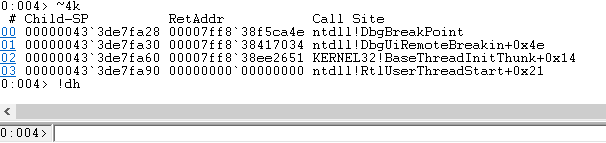 0:004> ~4k
 # Child-SP          RetAddr           Call Site
00 00000043`3de7fa28 00007ff8`38f5ca4e ntdll!DbgBreakPoint
01 00000043`3de7fa30 00007ff8`38417034 ntdll!DbgUiRemoteBreakin+0x4e
02 00000043`3de7fa60 00007ff8`38ee2651 KERNEL32!BaseThreadInitThunk+0x14
03 00000043`3de7fa90 00000000`00000000 ntdll!RtlUserThreadStart+0x21
0:004> !dh
0:004>